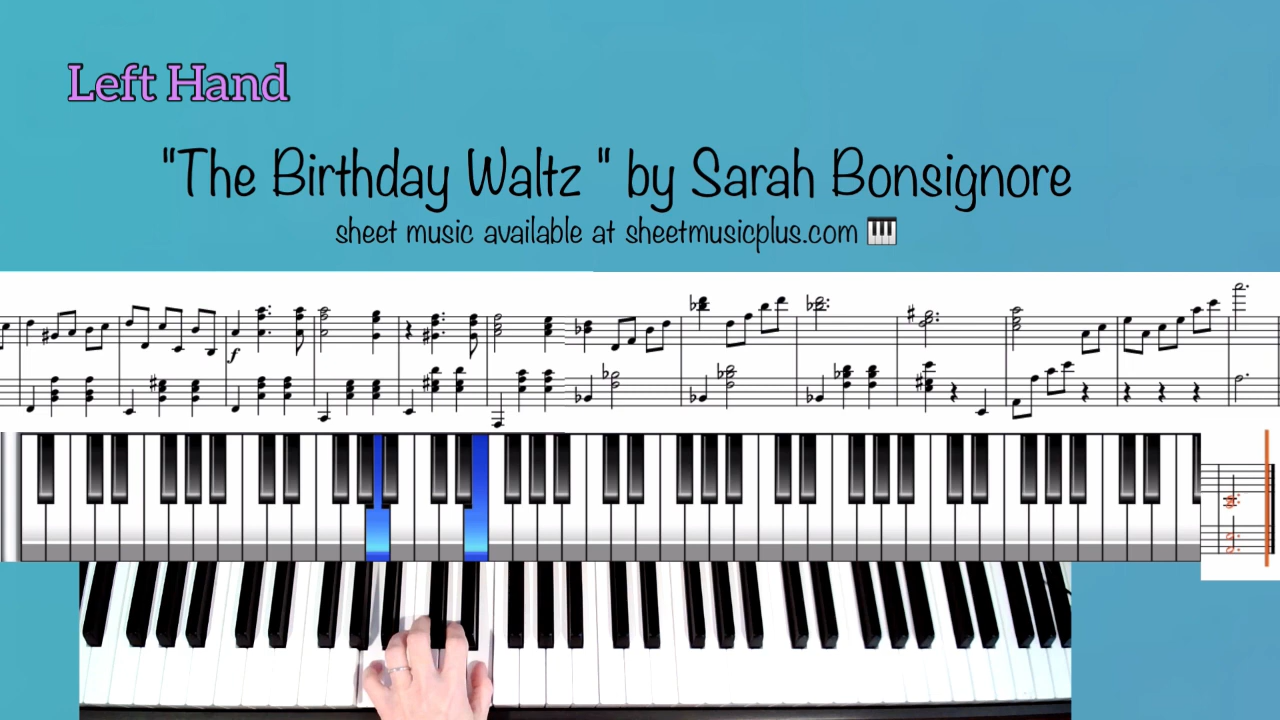 Left Hand
"The Birthday Waltz " by Sarah Bonsignore
sheet music available at sheetmusicplus.com 🎹
f